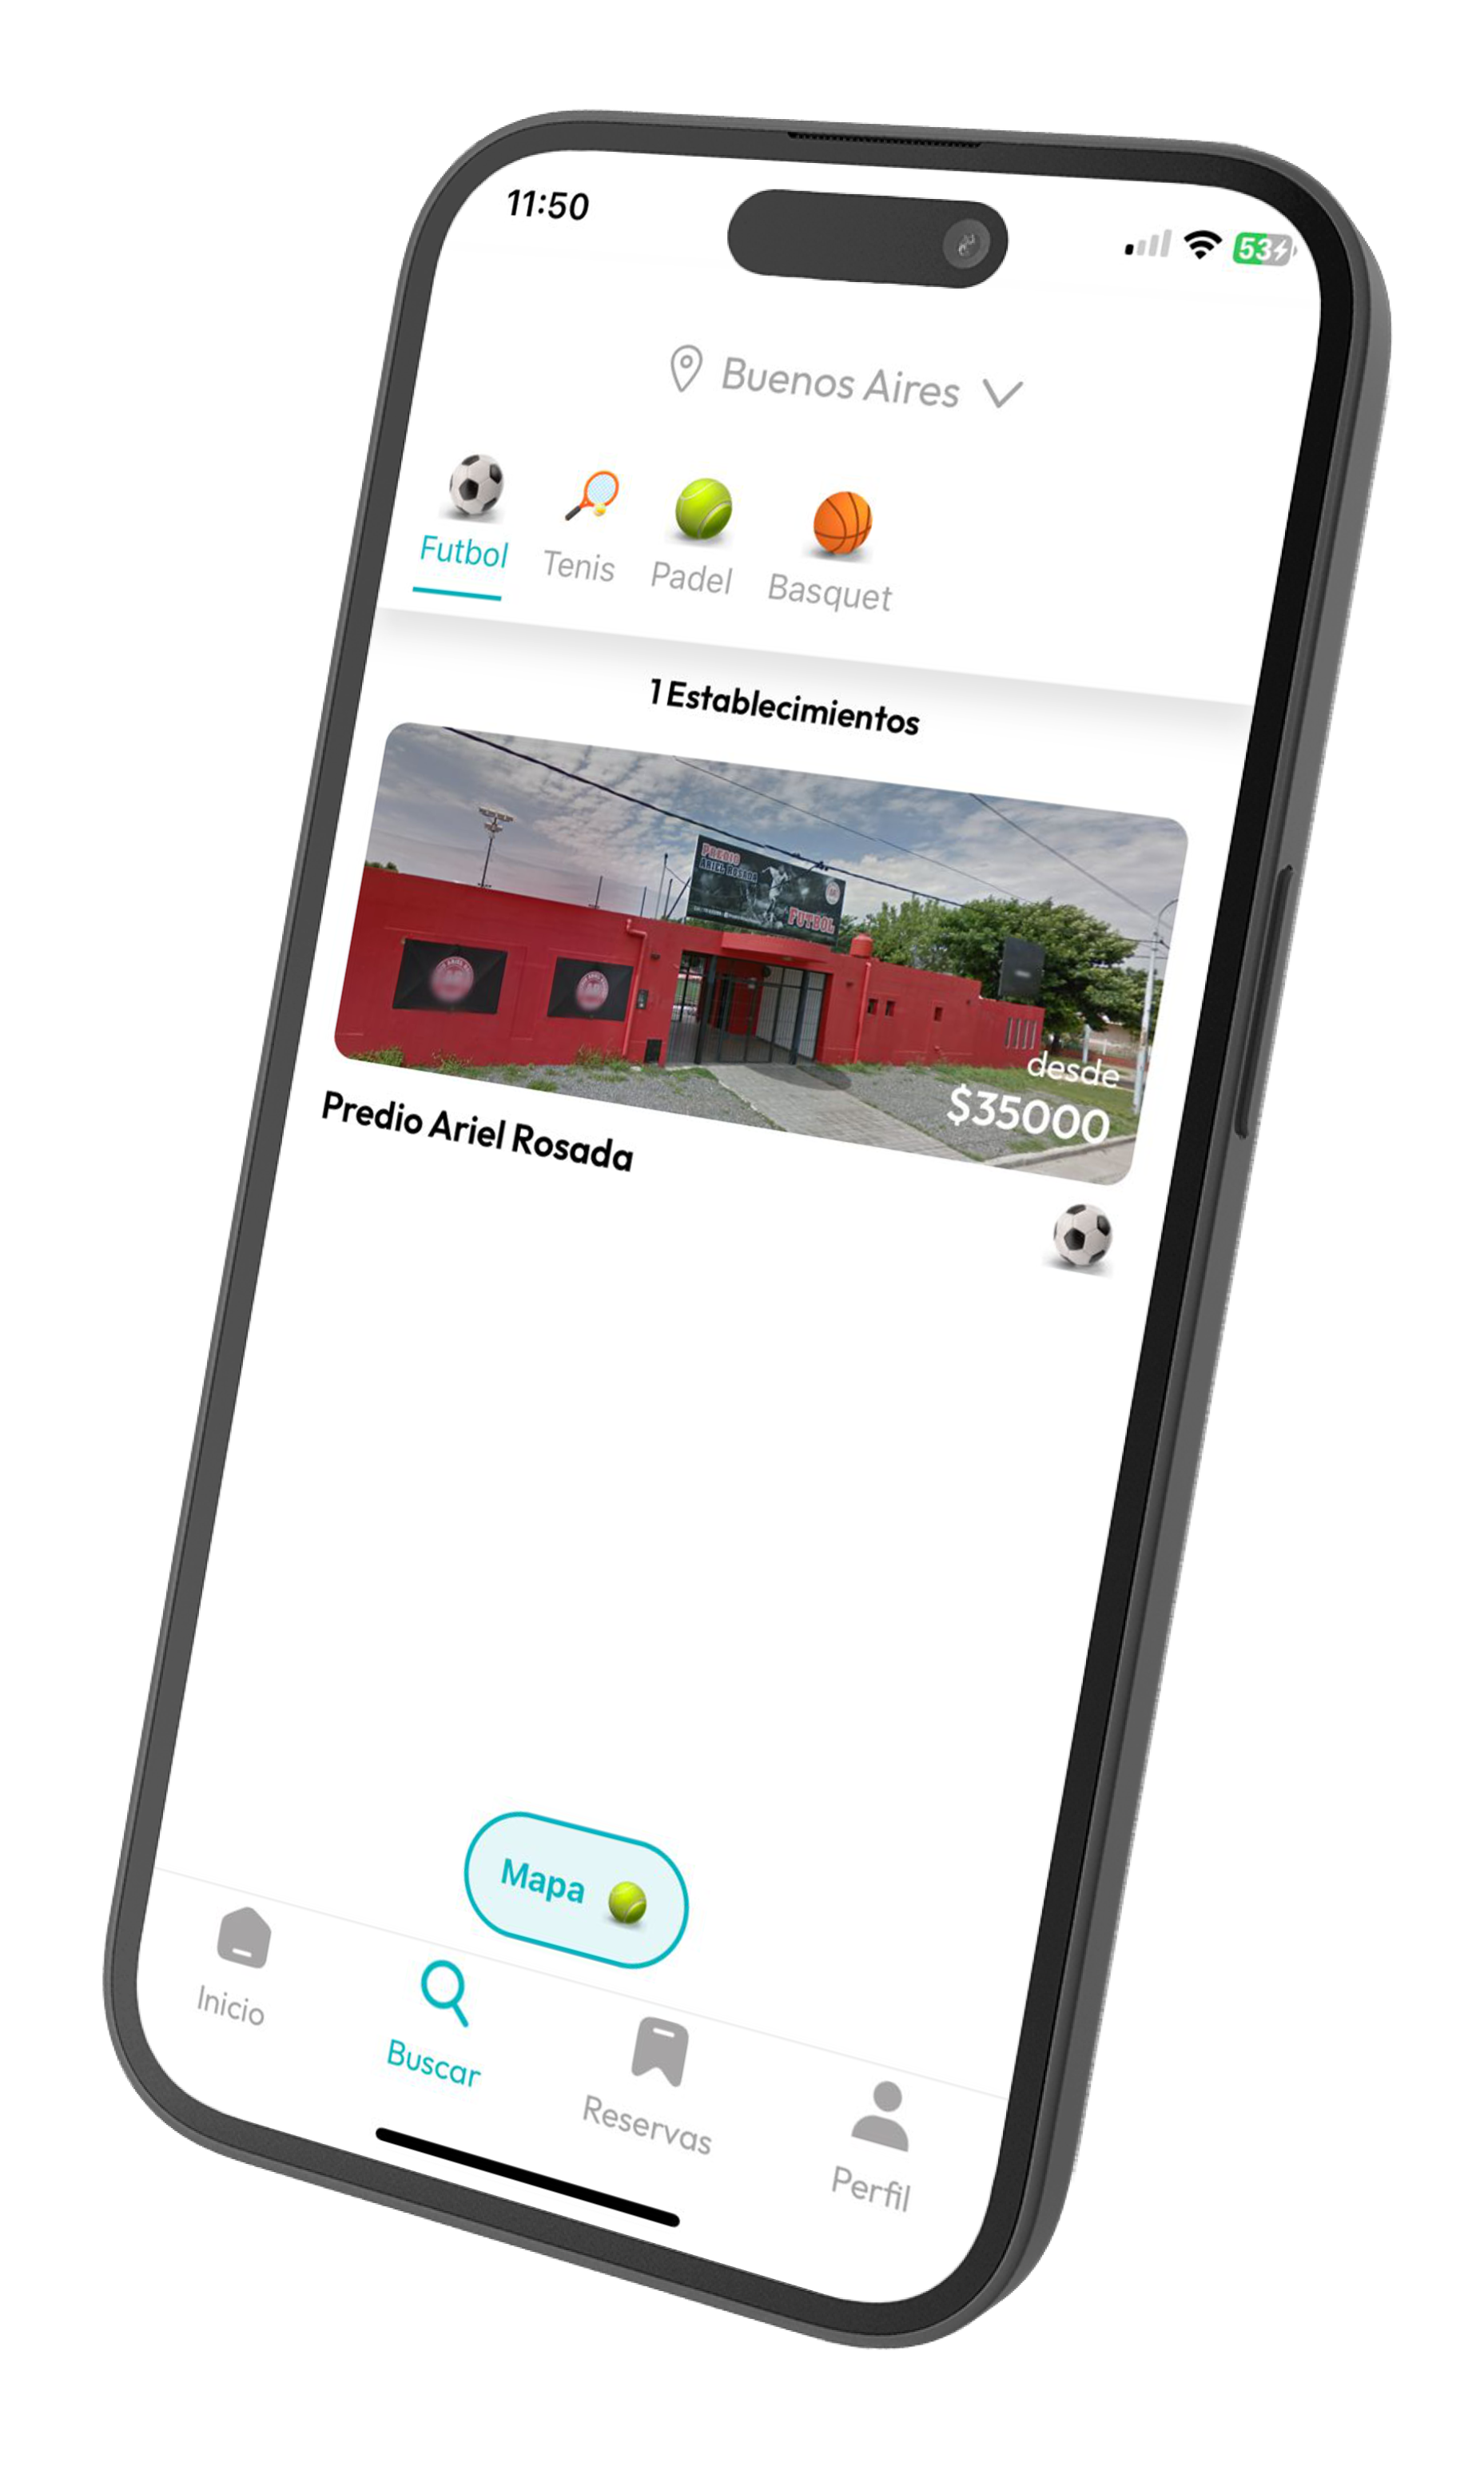 11:50
53
Buenos Aires
Futbol
Tenis
Padel
Basquet
1 Establecimientos
PREDIO
ARIEL ROSADA
FUTBOL
desde
$35000
Predio Ariel Rosada
Mapa
Inicio
Buscar
Reservas
Perfil